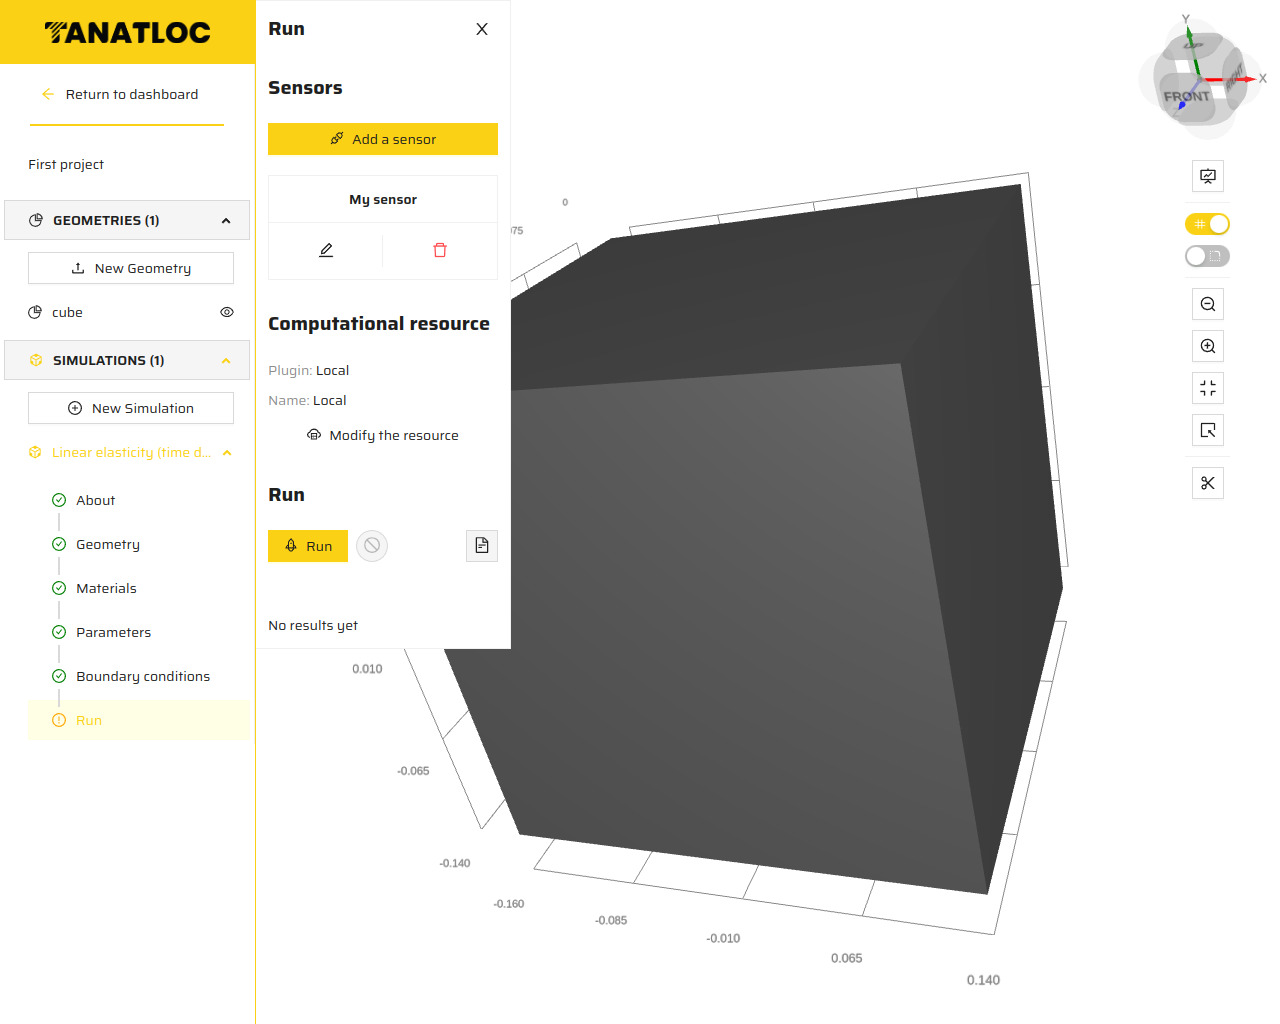 TANATLOC
Return to dashboard
First project
GEOMETRIES (1)
New Geometry
cube
SIMULATIONS (1)
New Simulation
Linear elasticity (time d...
About
Geometry
Materials
Parameters
Boundary conditions
Run
Run
Sensors
Add a sensor
My sensor
Computational resource
Plugin: Local
Name: Local
Modify the resource
Run
Run
No results yet
0
75
0.010
-0.065
-0.140
-0.160
-0.085
-0.010
0.065
0.140
Y
UP
X
RIGHT
FRONT
Z